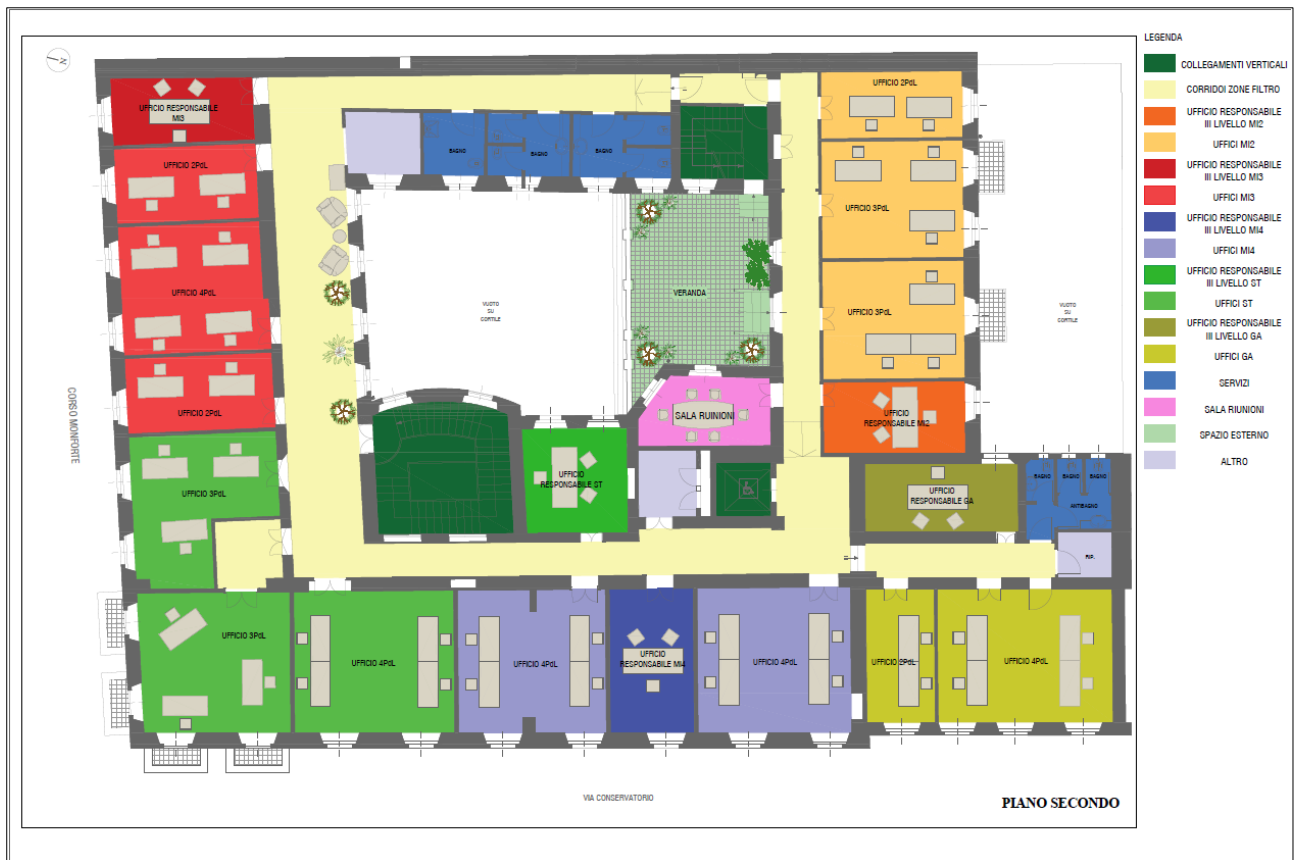 LEGENDA
COLLEGAMENTI VERTICALI
CORRIDOI ZONE FILTRO
UFFICIO RESPONSABILE
III LIVELLO MI2
UFFICI MI2
UFFICIO RESPONSABILE
III LIVELLO MI3
UFFICI MI3
UFFICIO RESPONSABILE
III LIVELLO MI4
UFFICI MI4
UFFICIO RESPONSABILE
III LIVELLO ST
UFFICI ST
UFFICIO RESPONSABILE
III LIVELLO GA
UFFICI GA
SERVIZI
SALA RIUNIONI
SPAZIO ESTERNO
ALTRO
N
UFFICIO RESPONSABILE
MI3
UFFICIO 2PdL
UFFICIO 4PdL
UFFICIO 2PdL
UFFICIO 3PdL
UFFICIO 3PdL
UFFICIO 4PdL
UFFICIO 4PdL
UFFICIO
RESPONSABILE MI4
UFFICIO 4PdL
UFFICIO 2PdL
UFFICIO 4PdL
BAGNO
BAGNO
BAGNO
VUOTO
SU
CORTILE
VERANDA
SALA RUINIONI
UFFICIO
RESPONSABILE ST
UFFICIO 2PdL
UFFICIO 3PdL
UFFICIO 3PdL
UFFICIO
RESPONSABILE MI2
UFFICIO
RESPONSABILE GA
BAGNO
BAGNO
BAGNO
ANTIBAGNO
RIP.
VUOTO
SU
CORTILE
CORSO MONFORTE
VIA CONSERVATORIO
PIANO SECONDO